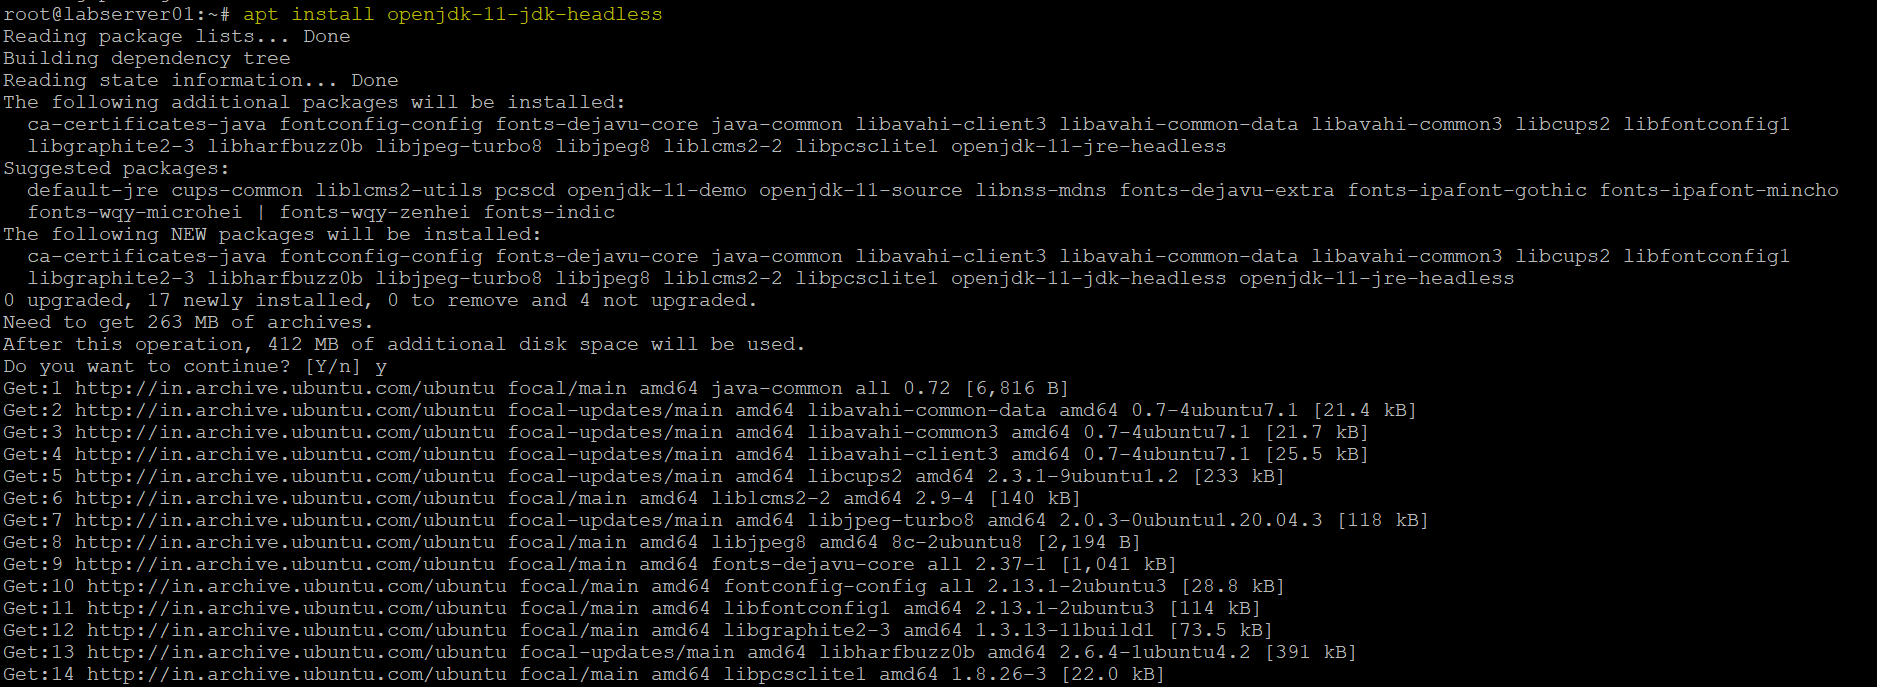 root@labserver01:~# apt install openjdk-11-jdk-headless
Reading package lists... Done
Building dependency tree
Reading state information... Done
The following additional packages will be installed:
  ca-certificates-java fontconfig-config fonts-dejavu-core java-common libavahi-client3 libavahi-common-data libavahi-common3 libcups2 libfontconfig1
  libgraphite2-3 libharfbuzz0b libjpeg-turbo8 libjpeg8 liblcms2-2 libpcsclite1 openjdk-11-jre-headless
Suggested packages:
  default-jre cups-common liblcms2-utils pcscd openjdk-11-demo openjdk-11-source libnss-mdns fonts-dejavu-extra fonts-ipafont-gothic fonts-ipafont-mincho
  fonts-wqy-microhei | fonts-wqy-zenhei fonts-indic
The following NEW packages will be installed:
  ca-certificates-java fontconfig-config fonts-dejavu-core java-common libavahi-client3 libavahi-common-data libavahi-common3 libcups2 libfontconfig1
  libgraphite2-3 libharfbuzz0b libjpeg-turbo8 libjpeg8 liblcms2-2 libpcsclite1 openjdk-11-jdk-headless openjdk-11-jre-headless
0 upgraded, 17 newly installed, 0 to remove and 4 not upgraded.
Need to get 263 MB of archives.
After this operation, 412 MB of additional disk space will be used.
Do you want to continue? [Y/n] y
Get:1 http://in.archive.ubuntu.com/ubuntu focal/main amd64 java-common all 0.72 [6,816 B]
Get:2 http://in.archive.ubuntu.com/ubuntu focal-updates/main amd64 libavahi-common-data amd64 0.7-4ubuntu7.1 [21.4 kB]
Get:3 http://in.archive.ubuntu.com/ubuntu focal-updates/main amd64 libavahi-common3 amd64 0.7-4ubuntu7.1 [21.7 kB]
Get:4 http://in.archive.ubuntu.com/ubuntu focal-updates/main amd64 libavahi-client3 amd64 0.7-4ubuntu7.1 [25.5 kB]
Get:5 http://in.archive.ubuntu.com/ubuntu focal-updates/main amd64 libcups2 amd64 2.3.1-9ubuntu1.2 [233 kB]
Get:6 http://in.archive.ubuntu.com/ubuntu focal/main amd64 liblcms2-2 amd64 2.9-4 [140 kB]
Get:7 http://in.archive.ubuntu.com/ubuntu focal-updates/main amd64 libjpeg-turbo8 amd64 2.0.3-0ubuntu1.20.04.3 [118 kB]
Get:8 http://in.archive.ubuntu.com/ubuntu focal/main amd64 libjpeg8 amd64 8c-2ubuntu8 [2,194 B]
Get:9 http://in.archive.ubuntu.com/ubuntu focal/main amd64 fonts-dejavu-core all 2.37-1 [1,041 kB]
Get:10 http://in.archive.ubuntu.com/ubuntu focal/main amd64 fontconfig-config all 2.13.1-2ubuntu3 [28.8 kB]
Get:11 http://in.archive.ubuntu.com/ubuntu focal/main amd64 libfontconfig1 amd64 2.13.1-2ubuntu3 [114 kB]
Get:12 http://in.archive.ubuntu.com/ubuntu focal/main amd64 libgraphite2-3 amd64 1.3.13-11build1 [73.5 kB]
Get:13 http://in.archive.ubuntu.com/ubuntu focal-updates/main amd64 libharfbuzz0b amd64 2.6.4-1ubuntu4.2 [391 kB]
Get:14 http://in.archive.ubuntu.com/ubuntu focal/main amd64 libpcsclite1 amd64 1.8.26-3 [22.0 kB]